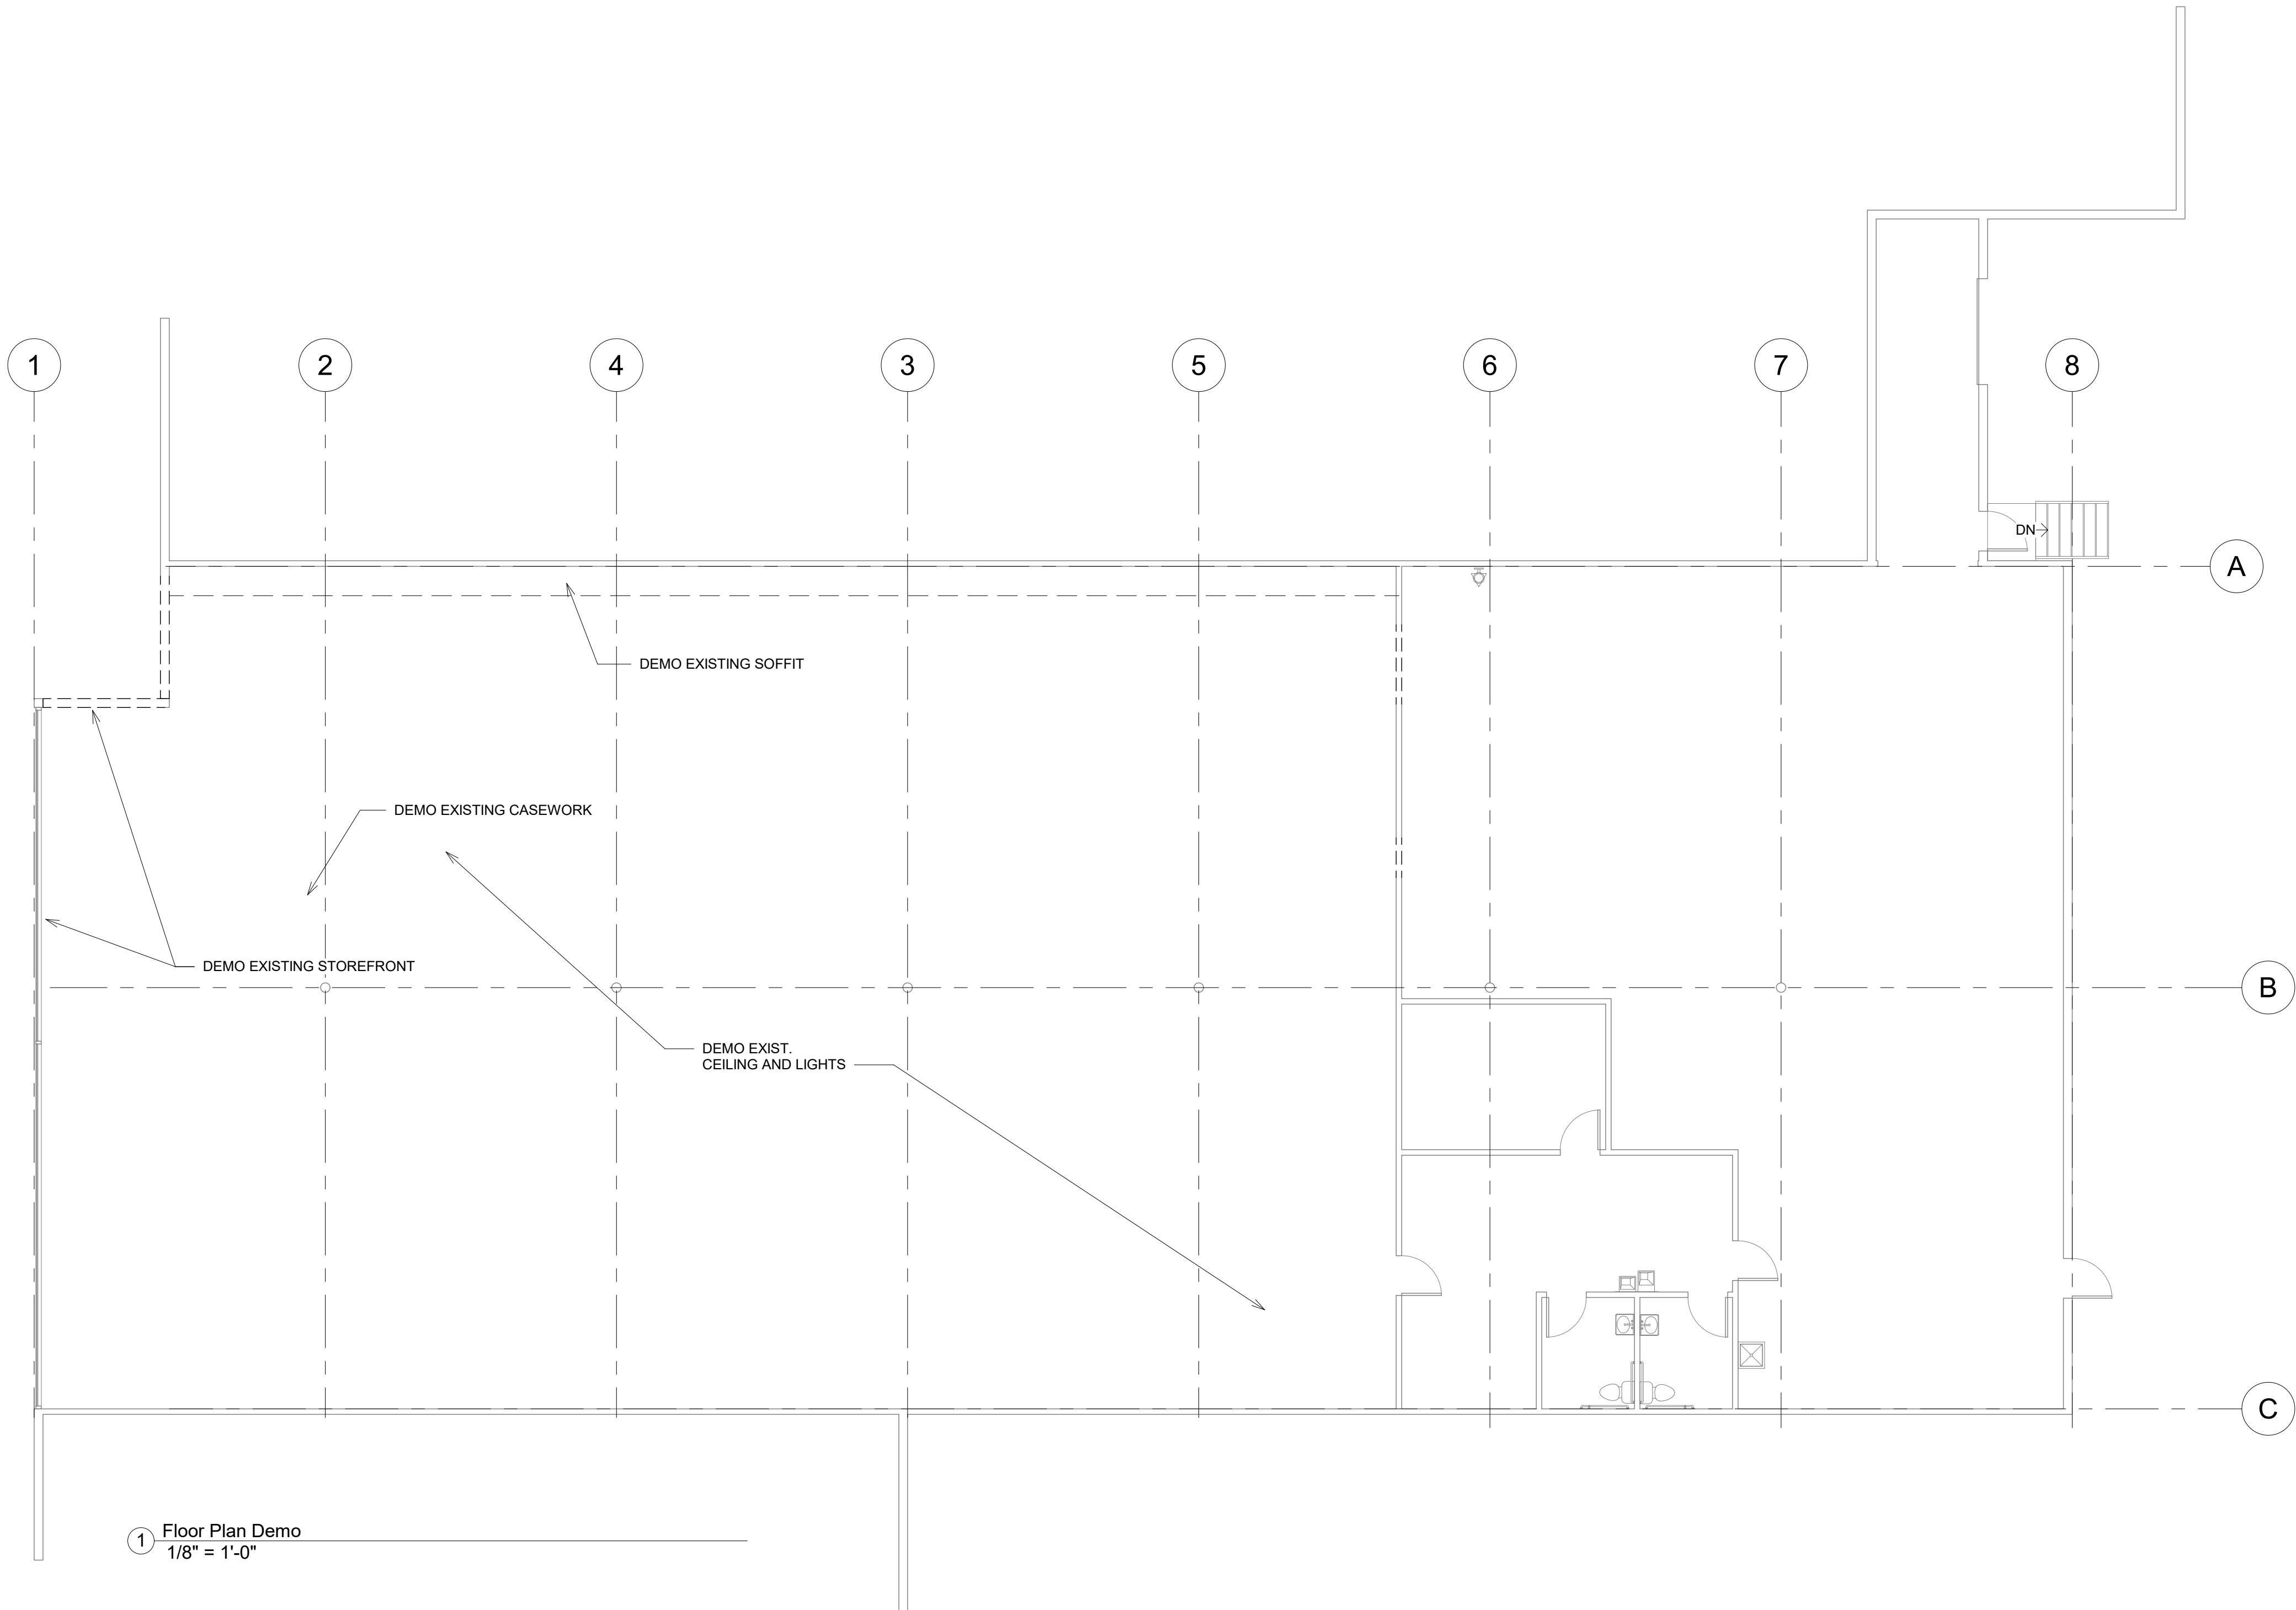 1
2
4
3
5
6
7
8
DN
A
DEMO EXISTING SOFFIT
DEMO EXISTING CASEWORK
DEMO EXISTING STOREFRONT
B
DEMO EXIST.
CEILING AND LIGHTS
C
1
Floor Plan Demo
1/8" = 1'-0"